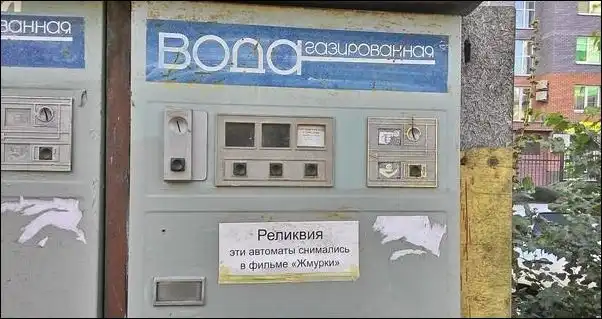 ванная
вода газированная
Реликвия
эти автоматы снимались
в фильме «Жмурки»